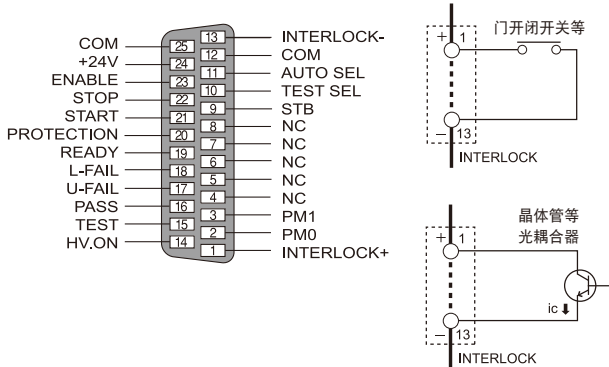 COM 25
+24V 24
ENABLE 23
STOP 22
START 21
PROTECTION 20
READY 19
L-FAIL 18
U-FAIL 17
PASS 16
TEST 15
HV.ON 14
13 INTERLOCK-
12 COM
11 AUTO SEL
10 TEST SEL
9 STB
8 NC
7 NC
6 NC
5 NC
4 NC
3 PM1
2 PM0
1 INTERLOCK+
门开闭开关等
+ 1
− 13
INTERLOCK
晶体管等
光耦合器
+ 1
ic
− 13
INTERLOCK